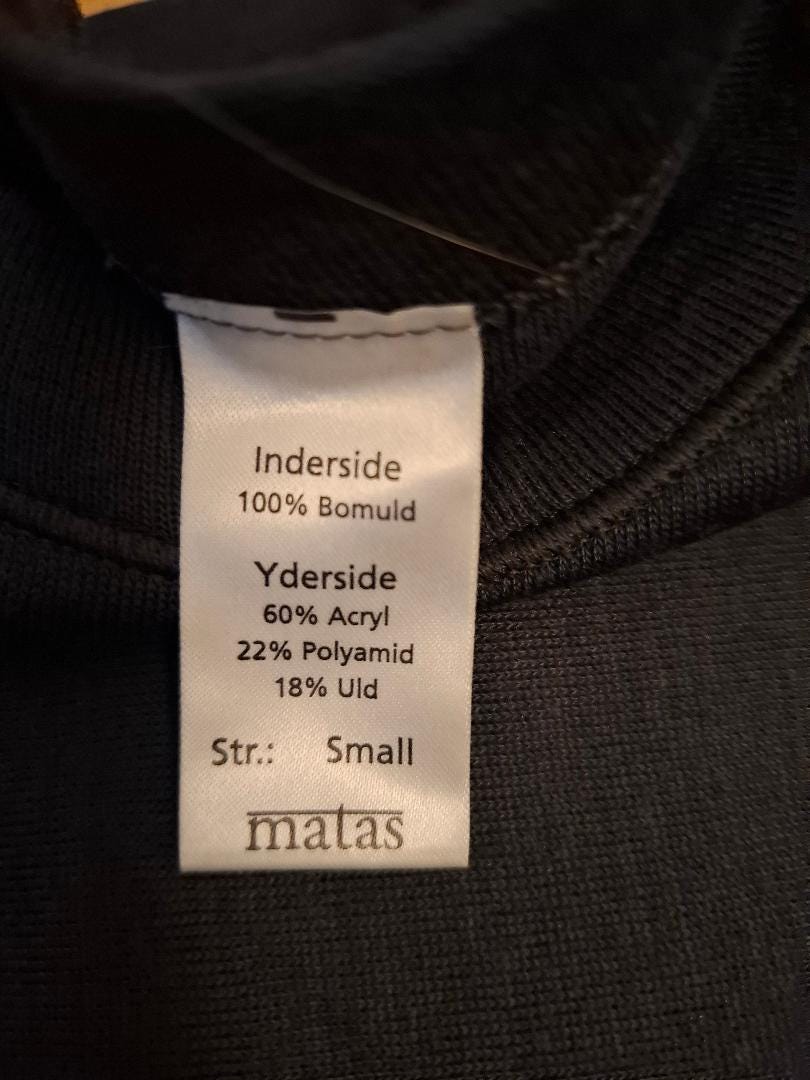 Inderside
100% Bomuld
Yderside
60% Acryl
22% Polyamid
18% Uld
Str.: Small
matas